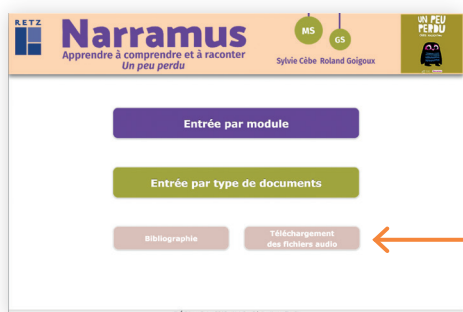 RETZ
Narramus
Apprendre à comprendre et à raconter
Un peu perdu
MS
GS
Sylvie Cèbe Roland Goigoux
UN PEU
PERDU
Entrée par module
Entrée par type de documents
Bibliographie
Téléchargement
des fichiers audio